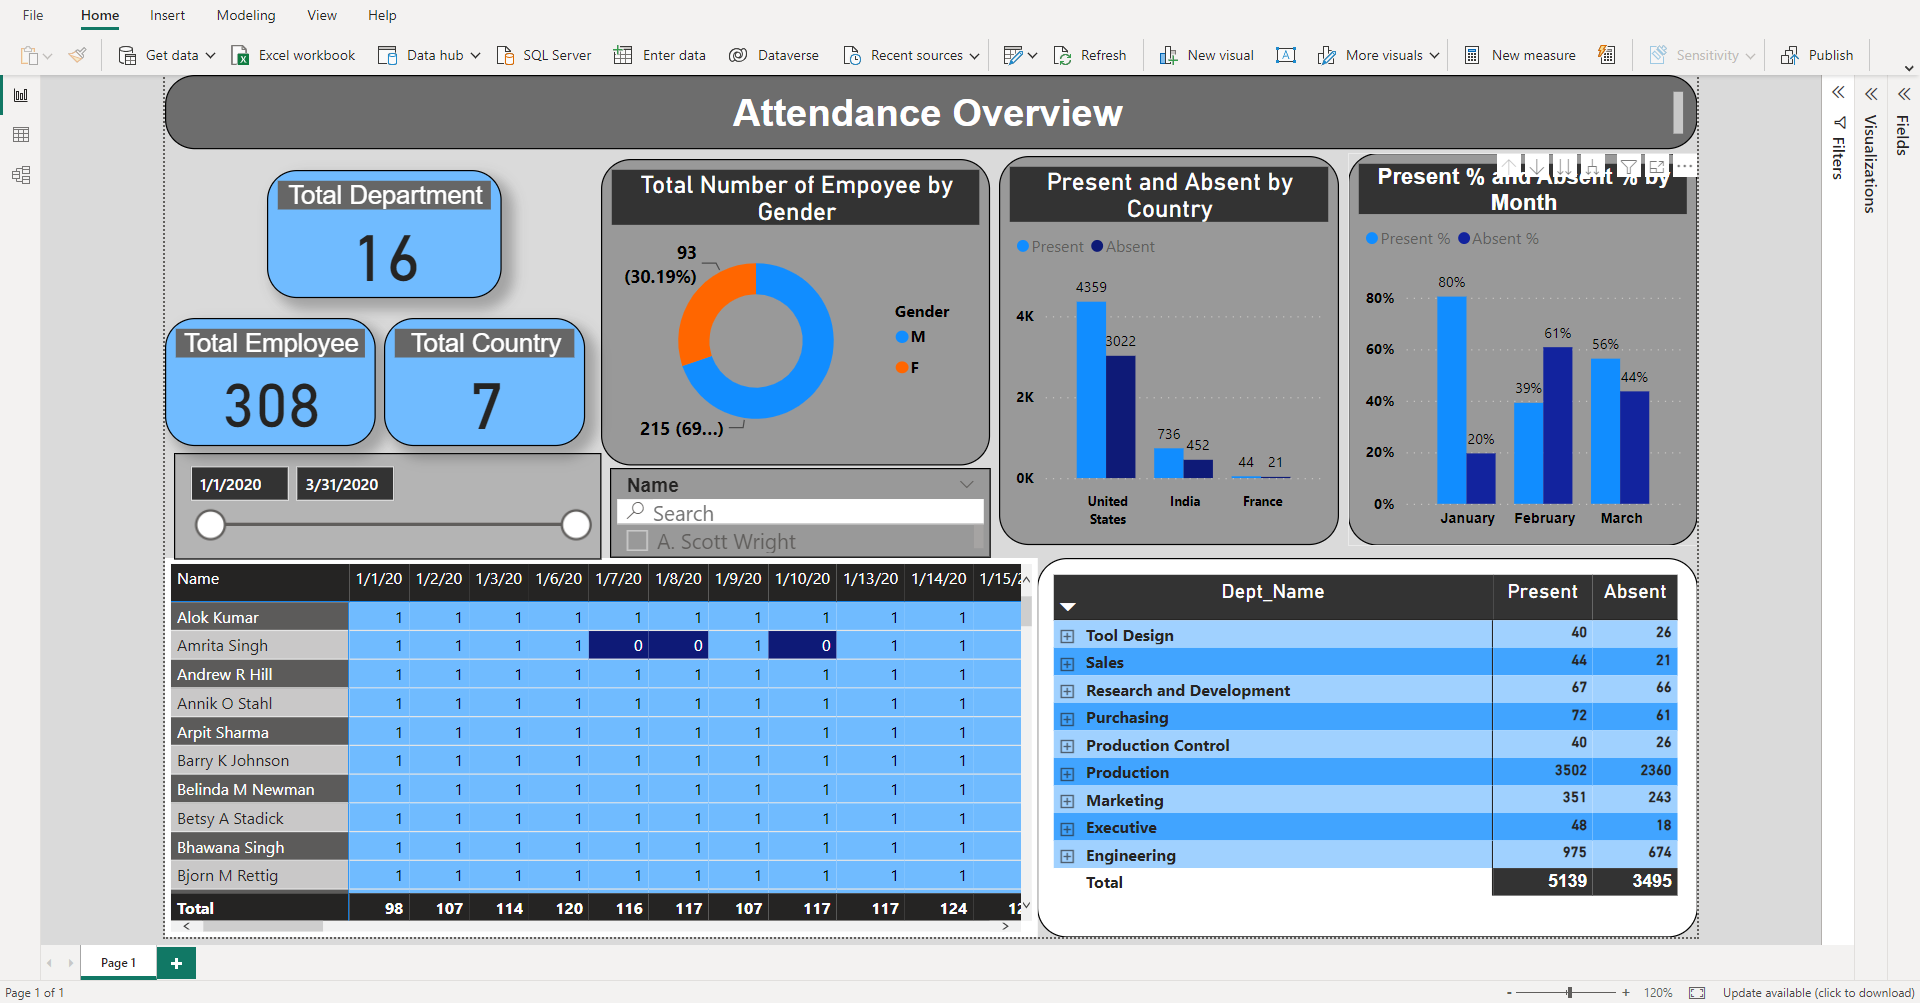 File Home Insert Modeling View Help
Get data Excel workbook Data hub SQL Server Enter data Dataverse Recent sources Refresh New visual More visuals New measure Sensitivity Publish
Attendance Overview
Filters
Visualizations
Fields
Total Department
16
Total Employee
308
Total Country
7
1/1/2020 3/31/2020
Total Number of Empoyee by
Gender
93
(30.19%)
215 (69...)
Gender
M
F
Name
Search
A. Scott Wright
Present and Absent by
Country
Present Absent
4K
2K
0K
4359
3022
736
452
44
21
United
States
India
France
Present % and Absent % by
Month
Present % Absent %
80%
60%
40%
20%
0%
80%
20%
39%
61%
56%
44%
January February March
Name 1/1/20 1/2/20 1/3/20 1/6/20 1/7/20 1/8/20 1/9/20 1/10/20 1/13/20 1/14/20
Alok Kumar 1 1 1 1 1 1 1 1 1 1
Amrita Singh 1 1 1 1 0 0 1 0 1 1
Andrew R Hill 1 1 1 1 1 1 1 1 1 1
Annik O Stahl 1 1 1 1 1 1 1 1 1 1
Arpit Sharma 1 1 1 1 1 1 1 1 1 1
Barry K Johnson 1 1 1 1 1 1 1 1 1 1
Belinda M Newman 1 1 1 1 1 1 1 1 1 1
Betsy A Stadick 1 1 1 1 1 1 1 1 1 1
Bhawana Singh 1 1 1 1 1 1 1 1 1 1
Bjorn M Rettig 1 1 1 1 1 1 1 1 1 1
Total 98 107 114 120 116 117 107 117 117 124
Dept_Name Present Absent
Tool Design 40 26
Sales 44 21
Research and Development 67 66
Purchasing 72 61
Production Control 40 26
Production 3502 2360
Marketing 351 243
Executive 48 18
Engineering 975 674
Total 5139 3495
Page 1 +
Page 1 of 1
- + 120% Update available (click to download)